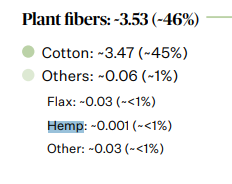 Plant fibers: ~3.53 (~46%)
Cotton: ~3.47 (~45%)
Others: ~0.06 (~1%)
Flax: ~0.03 (~<1%)
Hemp: ~0.001 (~<1%)
Other: ~0.03 (~<1%)